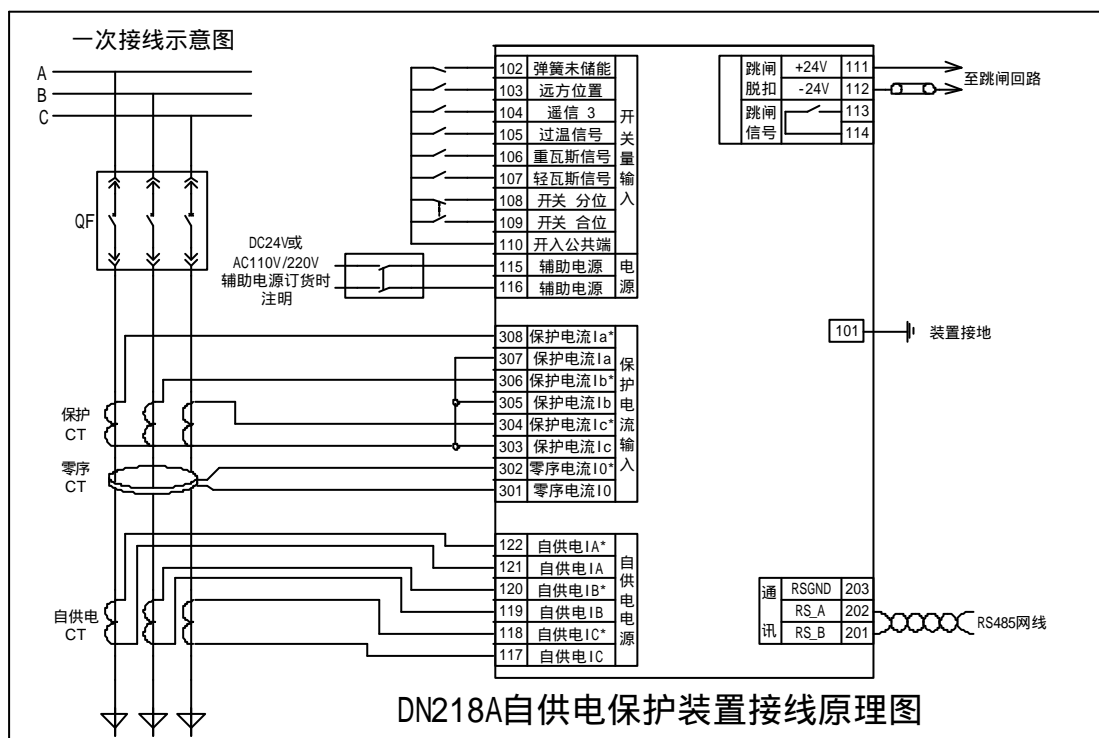 一次接线示意图
A
B
C
QF
DC24V或
AC110V/220V
辅助电源订货时
注明
保护
CT
零序
CT
自供电
CT
102 弹簧未储能
103 远方位置
104 遥信 3
105 过温信号
106 重瓦斯信号
107 轻瓦斯信号
108 开关 分位
109 开关 合位
110 开入公共端
开关量输入
115 辅助电源
116 辅助电源
电源
308 保护电流Ia*
307 保护电流Ia
306 保护电流Ib*
305 保护电流Ib
304 保护电流Ic*
303 保护电流Ic
302 零序电流I0*
301 零序电流I0
保护电流输入
122 自供电IA*
121 自供电IA
120 自供电IB*
119 自供电IB
118 自供电IC*
117 自供电IC
自供电电源
跳闸 +24V 111
脱扣 -24V 112
跳闸 113
信号 114
至跳闸回路
101 装置接地
通讯
RSGND 203
RS_A 202
RS_B 201
RS485网线
DN218A自供电保护装置接线原理图